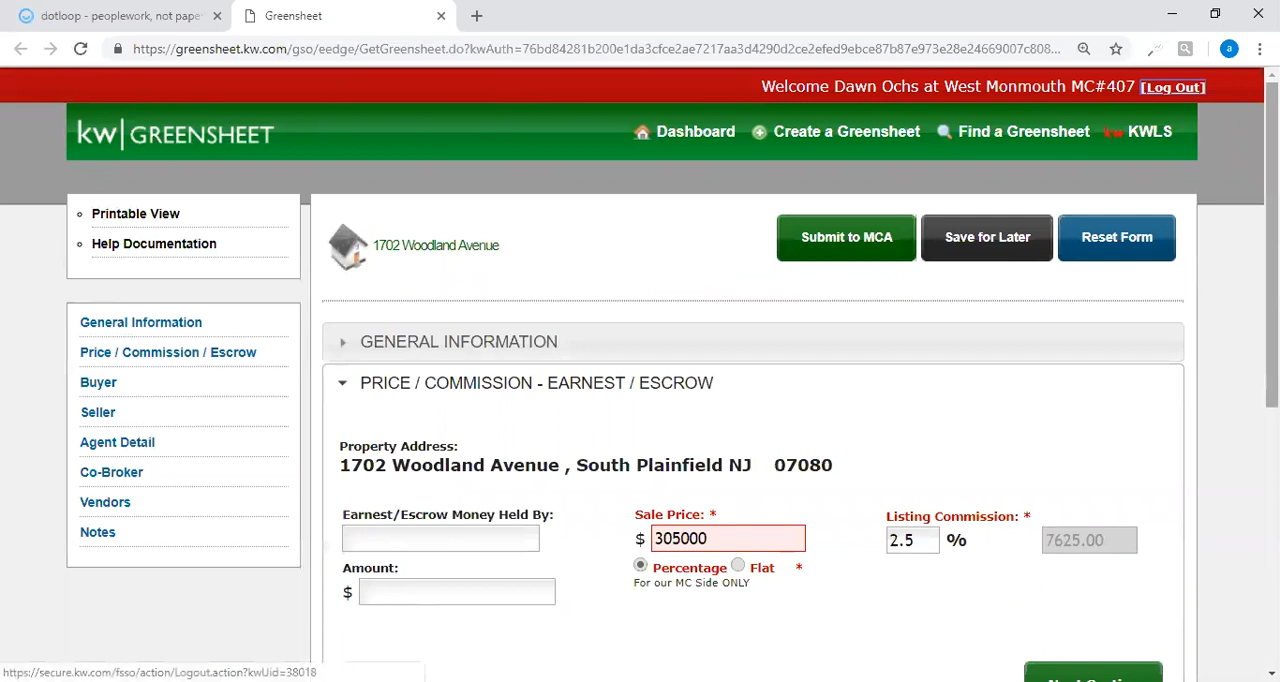 dotloop - peoplework, not pape
Greensheet
https://greensheet.kw.com/gso/eedge/GetGreensheet.do?kwAuth=76bd84281b200e1da3cfce2ae7217aa3d4290d2ce2efed9ebce87b87e973e28e24669007c808...
a
Welcome Dawn Ochs at West Monmouth MC#407 [Log Out]
kw GREENSHEET
Dashboard Create a Greensheet Find a Greensheet kw KWLS
Printable View
Help Documentation
1702 Woodland Avenue
Submit to MCA Save for Later Reset Form
General Information
Price / Commission / Escrow
Buyer
Seller
Agent Detail
Co-Broker
Vendors
Notes
GENERAL INFORMATION
PRICE / COMMISSION - EARNEST / ESCROW
Property Address:
1702 Woodland Avenue , South Plainfield NJ 07080
Earnest/Escrow Money Held By: Sale Price: * Listing Commission: *
$ 305000 2.5 % 7625.00
Amount: Percentage Flat *
$ For our MC Side ONLY
https://secure.kw.com/fsso/action/Logout.action?kwUid=38018